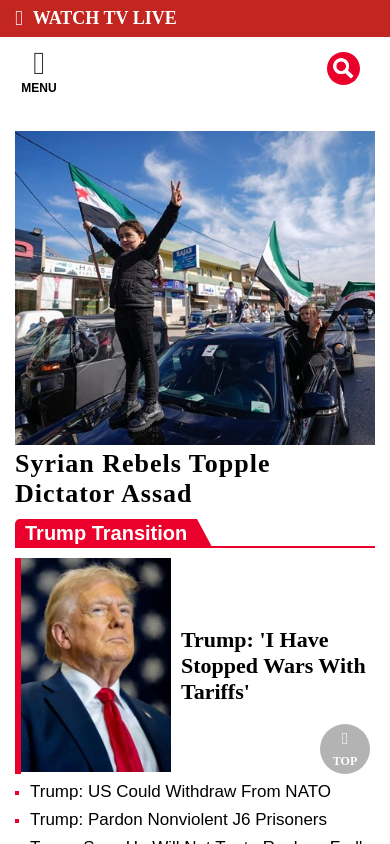 WATCH TV LIVE
MENU
Syrian Rebels Topple
Dictator Assad
Trump Transition
Trump: 'I Have
Stopped Wars With
Tariffs'
TOP
Trump: US Could Withdraw From NATO
Trump: Pardon Nonviolent J6 Prisoners